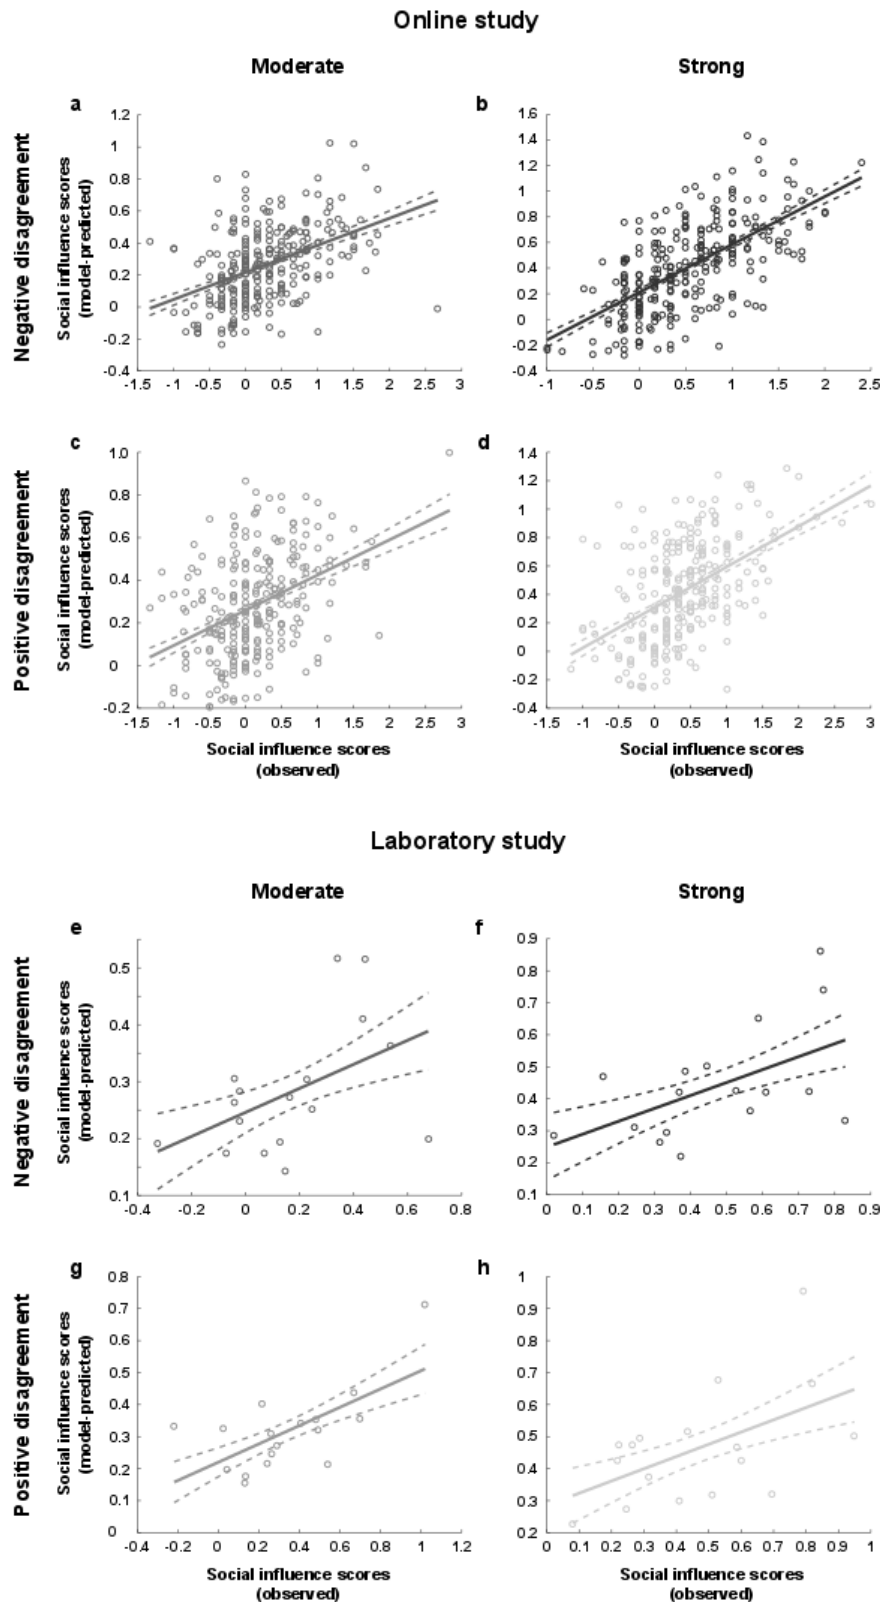 Online study
Moderate
Strong
a
b
Negative disagreement
Social influence scores
(model-predicted)
1.2
1
0.8
0.6
0.4
0.2
0
-0.2
-0.4
-1.5 -1 -0.5 0 0.5 1 1.5 2 2.5 3
1.6
1.4
1.2
1
0.8
0.6
0.4
0.2
0
-0.2
-0.4
-1 -0.5 0 0.5 1 1.5 2 2.5
c
d
Positive disagreement
Social influence scores
(model-predicted)
1.0
0.8
0.6
0.4
0.2
0
-0.2
-1.5 -1 -0.5 0 0.5 1 1.5 2 2.5 3
1.4
1.2
1
0.8
0.6
0.4
0.2
0
-0.2
-0.4
-1.5 -1 -0.5 0 0.5 1 1.5 2 2.5 3
Social influence scores
(observed)
Social influence scores
(observed)
Laboratory study
Moderate
Strong
e
f
Negative disagreement
Social influence scores
(model-predicted)
0.5
0.4
0.3
0.2
0.1
-0.4 -0.2 0 0.2 0.4 0.6 0.8
0.9
0.8
0.7
0.6
0.5
0.4
0.3
0.2
0.1
0 0.1 0.2 0.3 0.4 0.5 0.6 0.7 0.8 0.9
g
h
Positive disagreement
Social influence scores
(model-predicted)
0.8
0.7
0.6
0.5
0.4
0.3
0.2
0.1
0
-0.4 -0.2 0 0.2 0.4 0.6 0.8 1 1.2
1
0.9
0.8
0.7
0.6
0.5
0.4
0.3
0.2
0 0.1 0.2 0.3 0.4 0.5 0.6 0.7 0.8 0.9 1
Social influence scores
(observed)
Social influence scores
(observed)